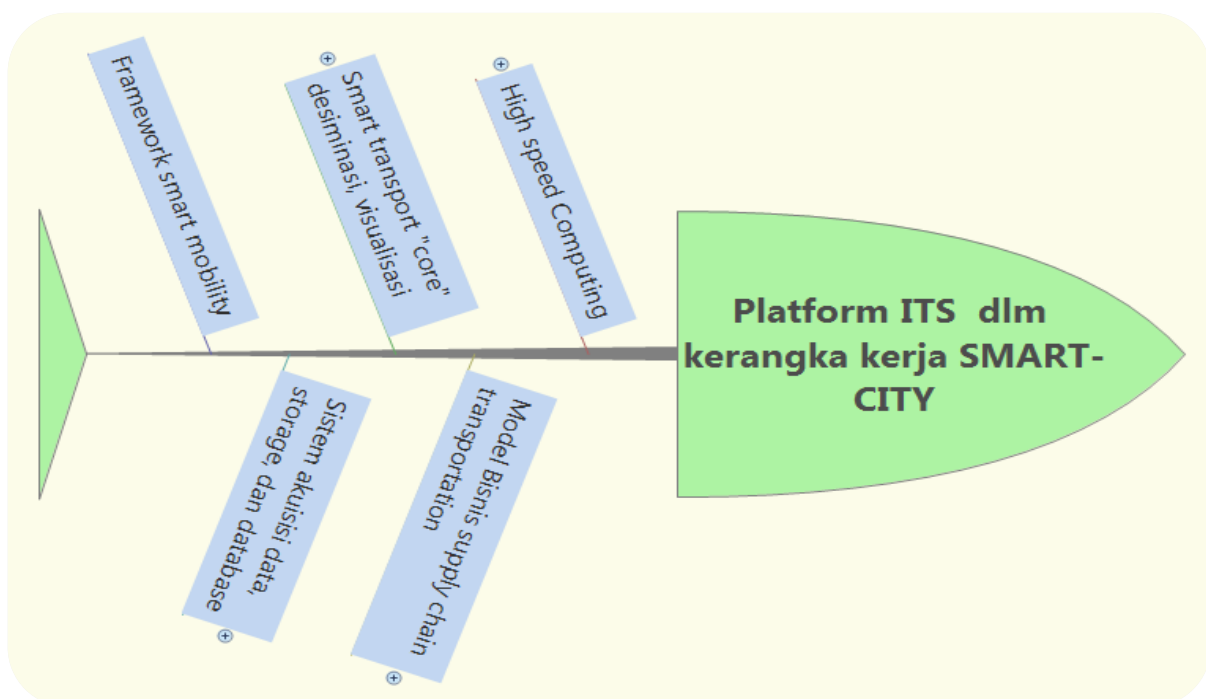 Framework smart mobility
Smart transport "core"
desiminasi, visualisasi
High speed Computing
Platform ITS dlm
kerangka kerja SMART-
CITY
Sistem akuisisi data,
storage, dan database
Model Bisnis supply chain
transportation